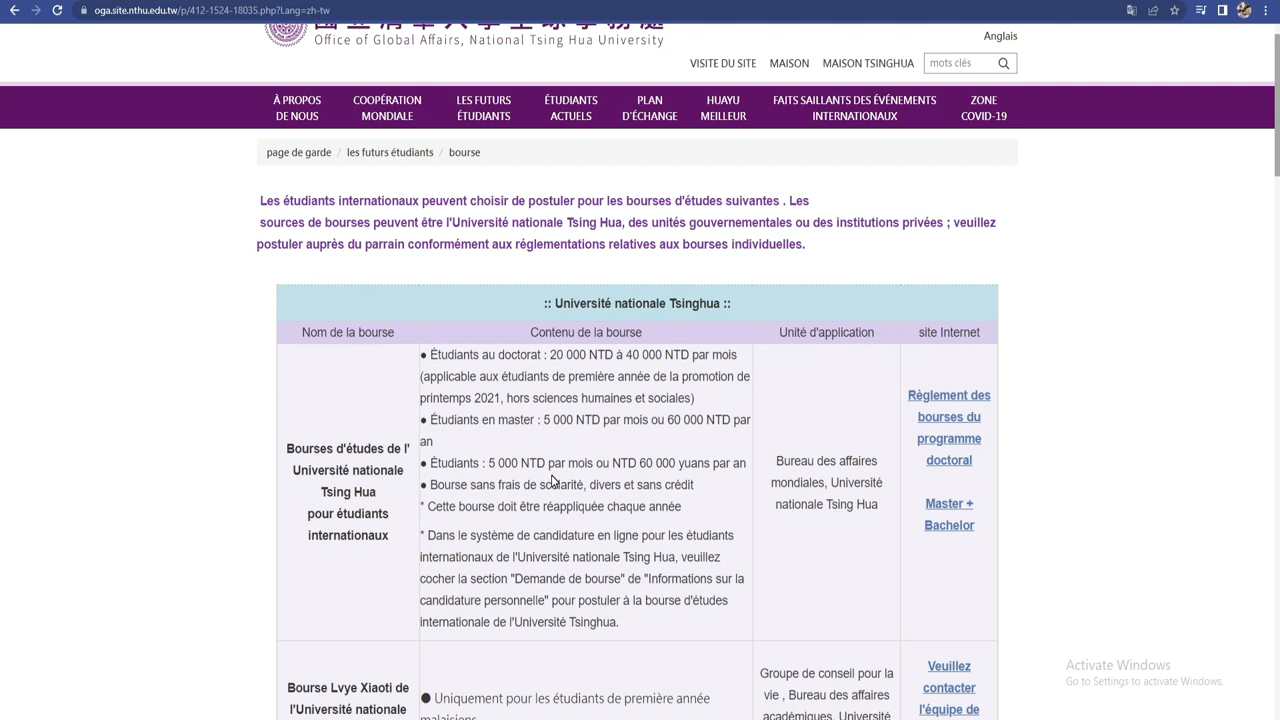 oga.site.nthu.edu.tw/p/412-1524-18035.php?Lang=zh-tw
國立清華大學全球事務處
Office of Global Affairs, National Tsing Hua University
Anglais
VISITE DU SITE MAISON MAISON TSINGHUA mots clés
À PROPOS DE NOUS
COOPÉRATION MONDIALE
LES FUTURS ÉTUDIANTS
ÉTUDIANTS ACTUELS
PLAN D'ÉCHANGE
HUAYU MEILLEUR
FAITS SAILLANTS DES ÉVÉNEMENTS INTERNATIONAUX
ZONE COVID-19
page de garde / les futurs étudiants / bourse
Les étudiants internationaux peuvent choisir de postuler pour les bourses d'études suivantes . Les
sources de bourses peuvent être l'Université nationale Tsing Hua, des unités gouvernementales ou des institutions privées ; veuillez
postuler auprès du parrain conformément aux réglementations relatives aux bourses individuelles.
:: Université nationale Tsinghua ::
Nom de la bourse Contenu de la bourse Unité d'application site Internet
Bourses d'études de l'
Université nationale
Tsing Hua
pour étudiants
internationaux
● Étudiants au doctorat : 20 000 NTD à 40 000 NTD par mois
(applicable aux étudiants de première année de la promotion de
printemps 2021, hors sciences humaines et sociales)
● Étudiants en master : 5 000 NTD par mois ou 60 000 NTD par
an
● Étudiants : 5 000 NTD par mois ou NTD 60 000 yuans par an
● Bourse sans frais de scolarité, divers et sans crédit
* Cette bourse doit être réappliquée chaque année
* Dans le système de candidature en ligne pour les étudiants
internationaux de l'Université nationale Tsing Hua, veuillez
cocher la section "Demande de bourse" de "Informations sur la
candidature personnelle" pour postuler à la bourse d'études
internationale de l'Université Tsinghua.
Bureau des affaires
mondiales, Université
nationale Tsing Hua
Règlement des
bourses du
programme
doctoral
Master +
Bachelor
Bourse Lvye Xiaoti de
l'Université nationale
● Uniquement pour les étudiants de première année
malaisiens
Groupe de conseil pour la
vie , Bureau des affaires
académiques, Université
Veuillez
contacter
l'équipe de
Activate Windows
Go to Settings to activate Windows.